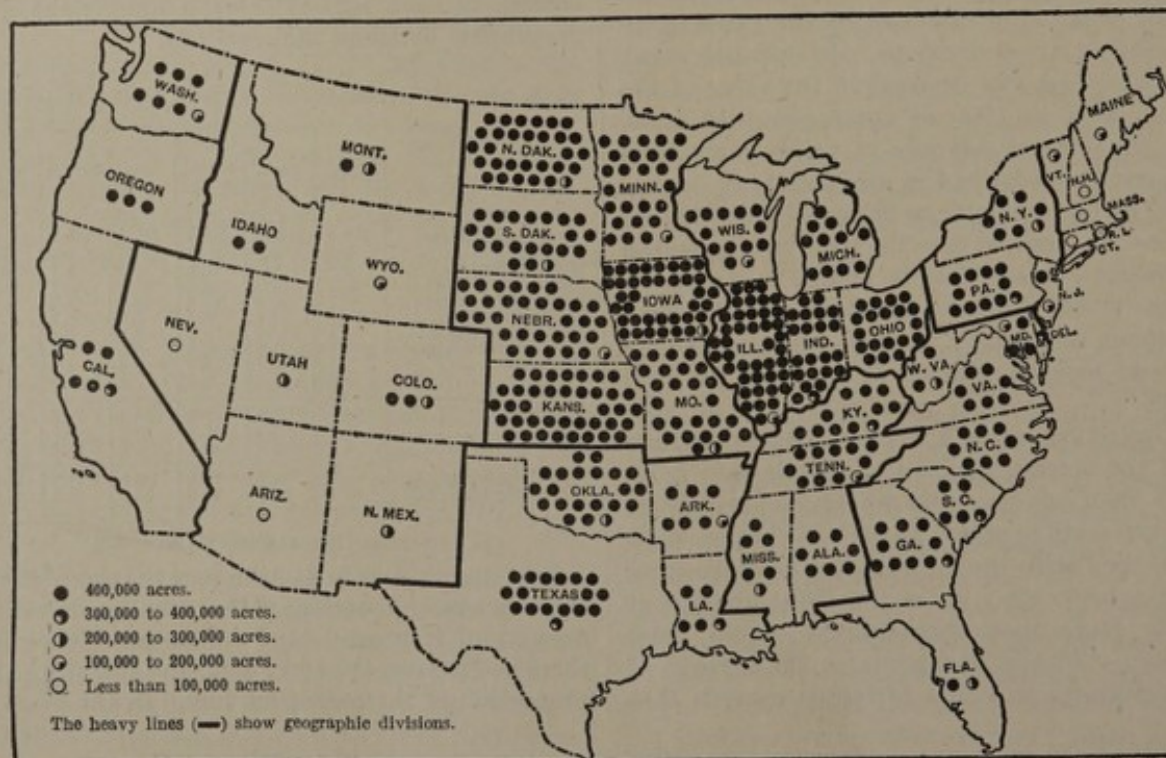 WASH.
MONT.
N. DAK.
MINN.
MAINE
OREGON
IDAHO
S. DAK.
WIS.
MICH.
N. Y.
VT.
N.H.
MASS.
R. I.
CT.
WYO.
IOWA
NEBR.
PA.
N. J.
NEV.
UTAH
COLO.
ILL.
IND.
OHIO
MD.
DEL.
CAL.
KANS.
MO.
W. VA.
VA.
KY.
N. C.
TENN.
ARIZ.
N. MEX.
OKLA.
ARK.
S. C.
MISS.
ALA.
GA.
TEXAS
LA.
FLA.
400,000 acres.
300,000 to 400,000 acres.
200,000 to 300,000 acres.
100,000 to 200,000 acres.
Less than 100,000 acres.
The heavy lines (▬) show geographic divisions.